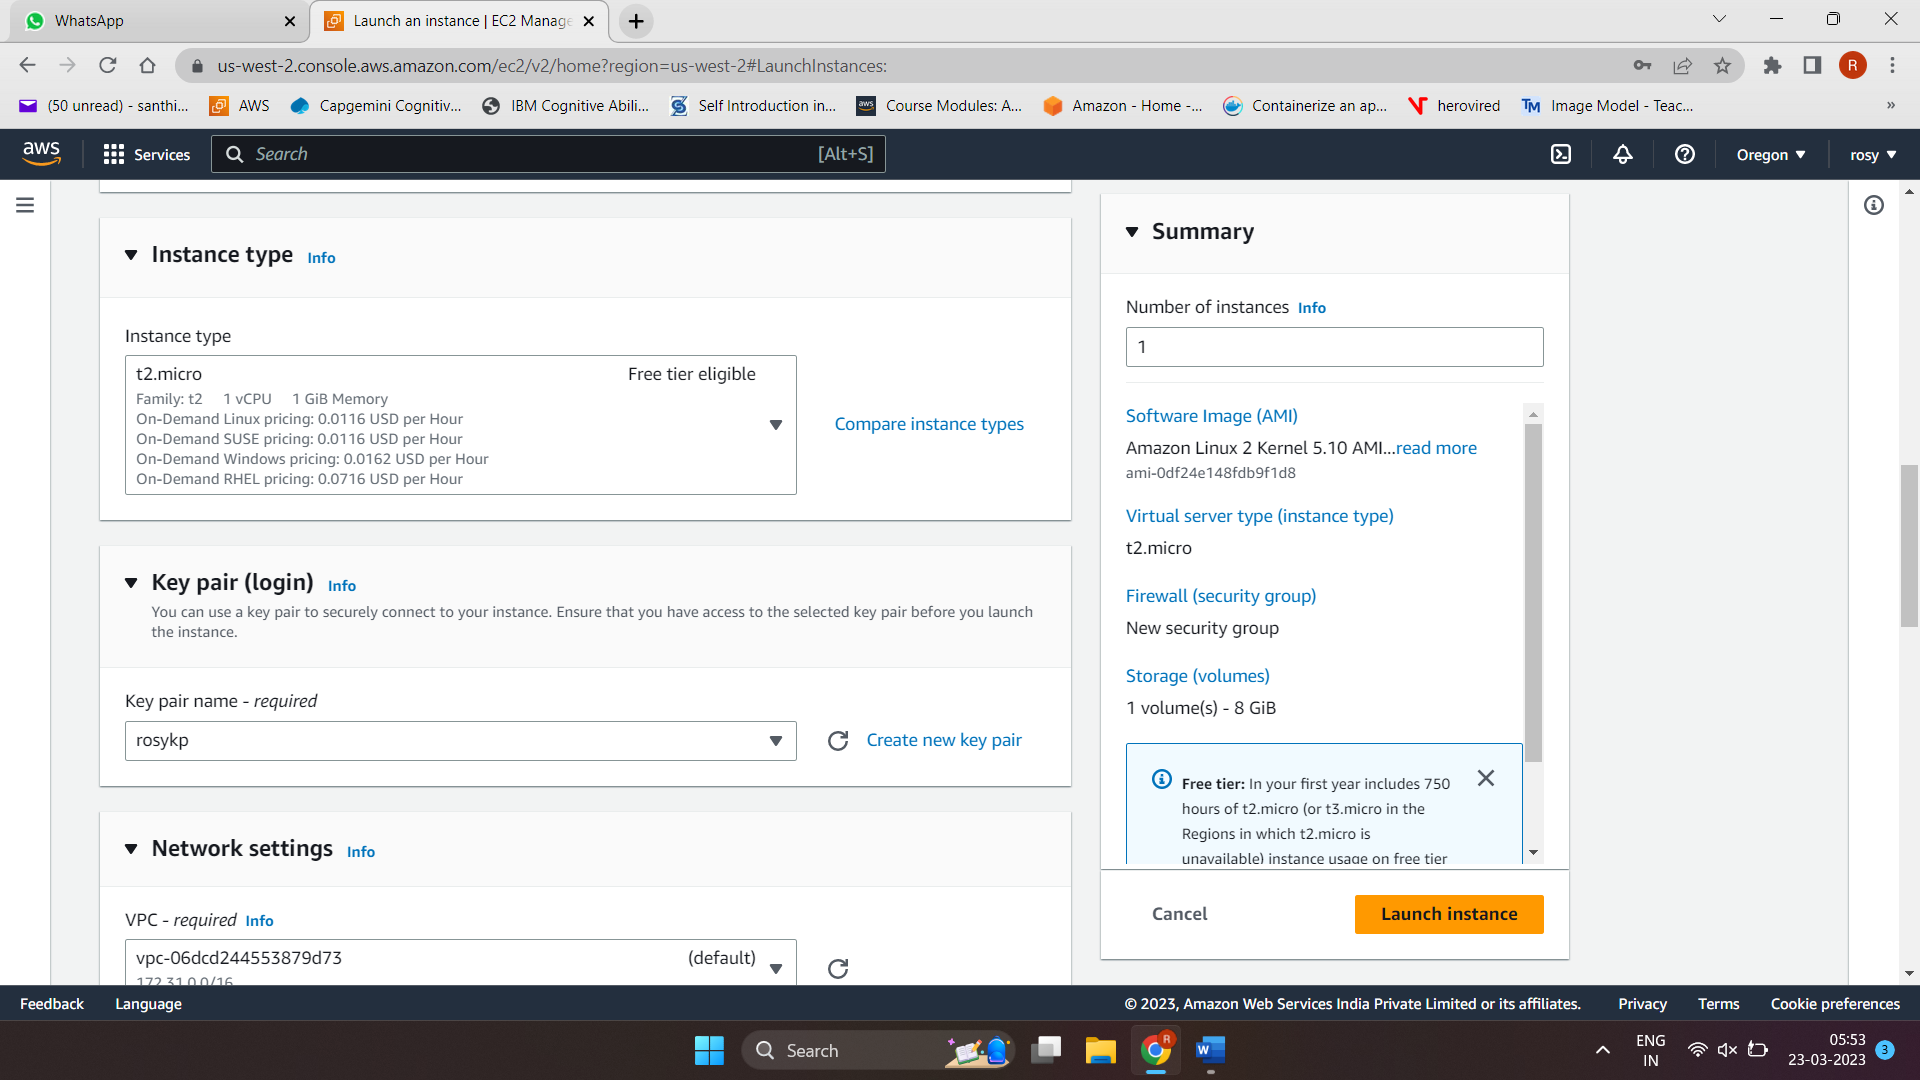 WhatsApp
Launch an instance | EC2 Manage
us-west-2.console.aws.amazon.com/ec2/v2/home?region=us-west-2#LaunchInstances:
R
(50 unread) - santhi...
AWS
Capgemini Cognitiv...
IBM Cognitive Abili...
Self Introduction in...
aws
Course Modules: A...
Amazon - Home -...
Containerize an ap...
herovired
TM
Image Model - Teac...
»
aws
Services
Search
[Alt+S]
Oregon
rosy
Instance type Info
Instance type
t2.micro
Free tier eligible
Family: t2 1 vCPU 1 GiB Memory
On-Demand Linux pricing: 0.0116 USD per Hour
On-Demand SUSE pricing: 0.0116 USD per Hour
On-Demand Windows pricing: 0.0162 USD per Hour
On-Demand RHEL pricing: 0.0716 USD per Hour
Compare instance types
Key pair (login) Info
You can use a key pair to securely connect to your instance. Ensure that you have access to the selected key pair before you launch
the instance.
Key pair name - required
rosykp
Create new key pair
Network settings Info
VPC - required Info
vpc-06dcd244553879d73
(default)
172.31.0.0/16
Summary
Number of instances Info
1
Software Image (AMI)
Amazon Linux 2 Kernel 5.10 AMI...read more
ami-0df24e148fdb9f1d8
Virtual server type (instance type)
t2.micro
Firewall (security group)
New security group
Storage (volumes)
1 volume(s) - 8 GiB
Free tier: In your first year includes 750
hours of t2.micro (or t3.micro in the
Regions in which t2.micro is
unavailable) instance usage on free tier
Cancel
Launch instance
Feedback
Language
© 2023, Amazon Web Services India Private Limited or its affiliates.
Privacy
Terms
Cookie preferences
Search
R
W
ENG
IN
05:53
23-03-2023
3